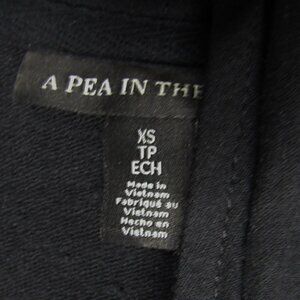 A PEA IN THE
XS
TP
ECH
Made in
Vietnam
Fabriqué au
Vietnam
Hecho en
Vietnam